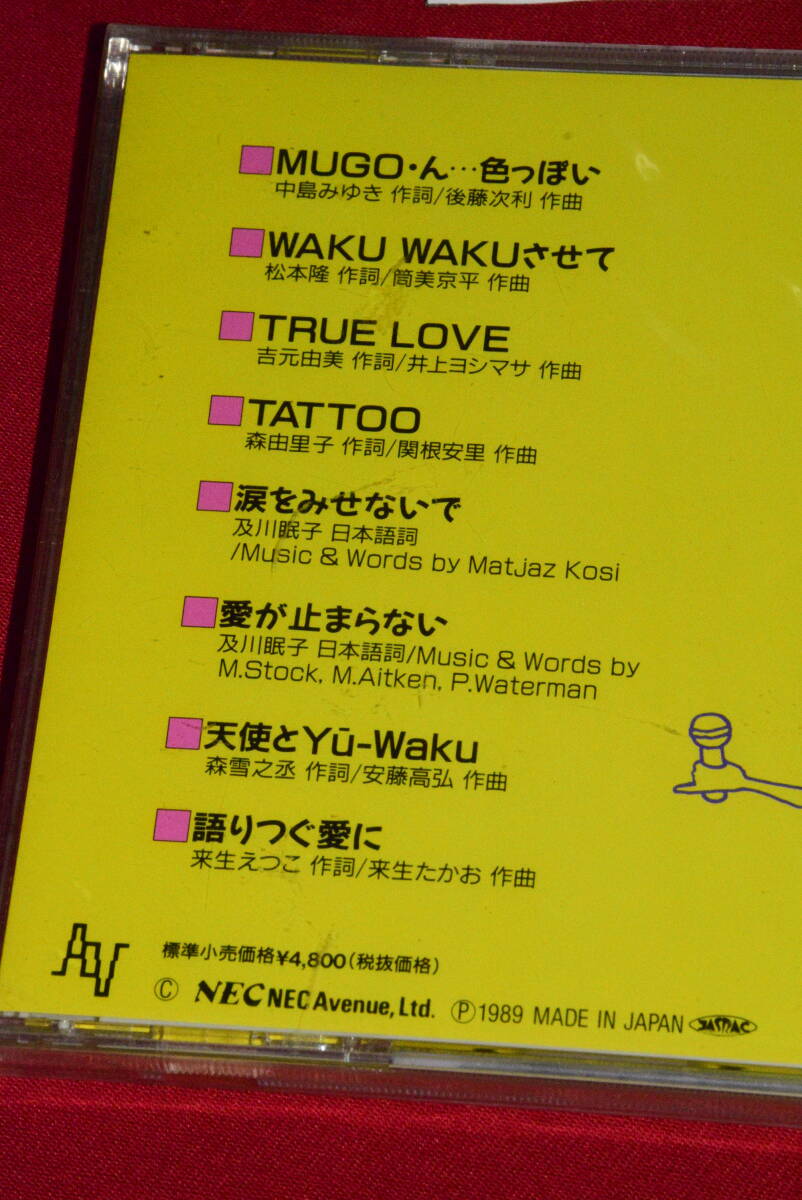 MUGO・ん…色っぽい
中島みゆき 作詞/後藤次利 作曲
WAKU WAKUさせて
松本隆 作詞/筒美京平 作曲
TRUE LOVE
吉元由美 作詞/井上ヨシマサ 作曲
TATTOO
森由里子 作詞/関根安里 作曲
涙をみせないで
及川眠子 日本語詞
/Music & Words by Matjaz Kosi
愛が止まらない
及川眠子 日本語詞/Music & Words by
M.Stock, M.Aitken, P.Waterman
天使とYū-Waku
森雪之丞 作詞/安藤高弘 作曲
語りつぐ愛に
来生えつこ 作詞/来生たかお 作曲
標準小売価格¥4,800(税抜価格)
© NEC NEC Avenue, Ltd. ℗1989 MADE IN JAPAN JASRAC